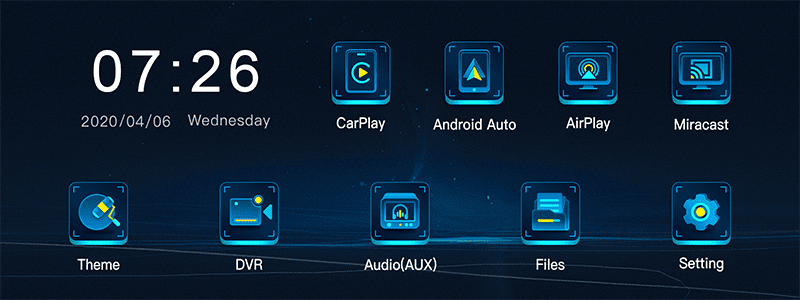 07:26
2020/04/06 Wednesday
CarPlay Android Auto AirPlay Miracast
Theme DVR Audio(AUX) Files Setting